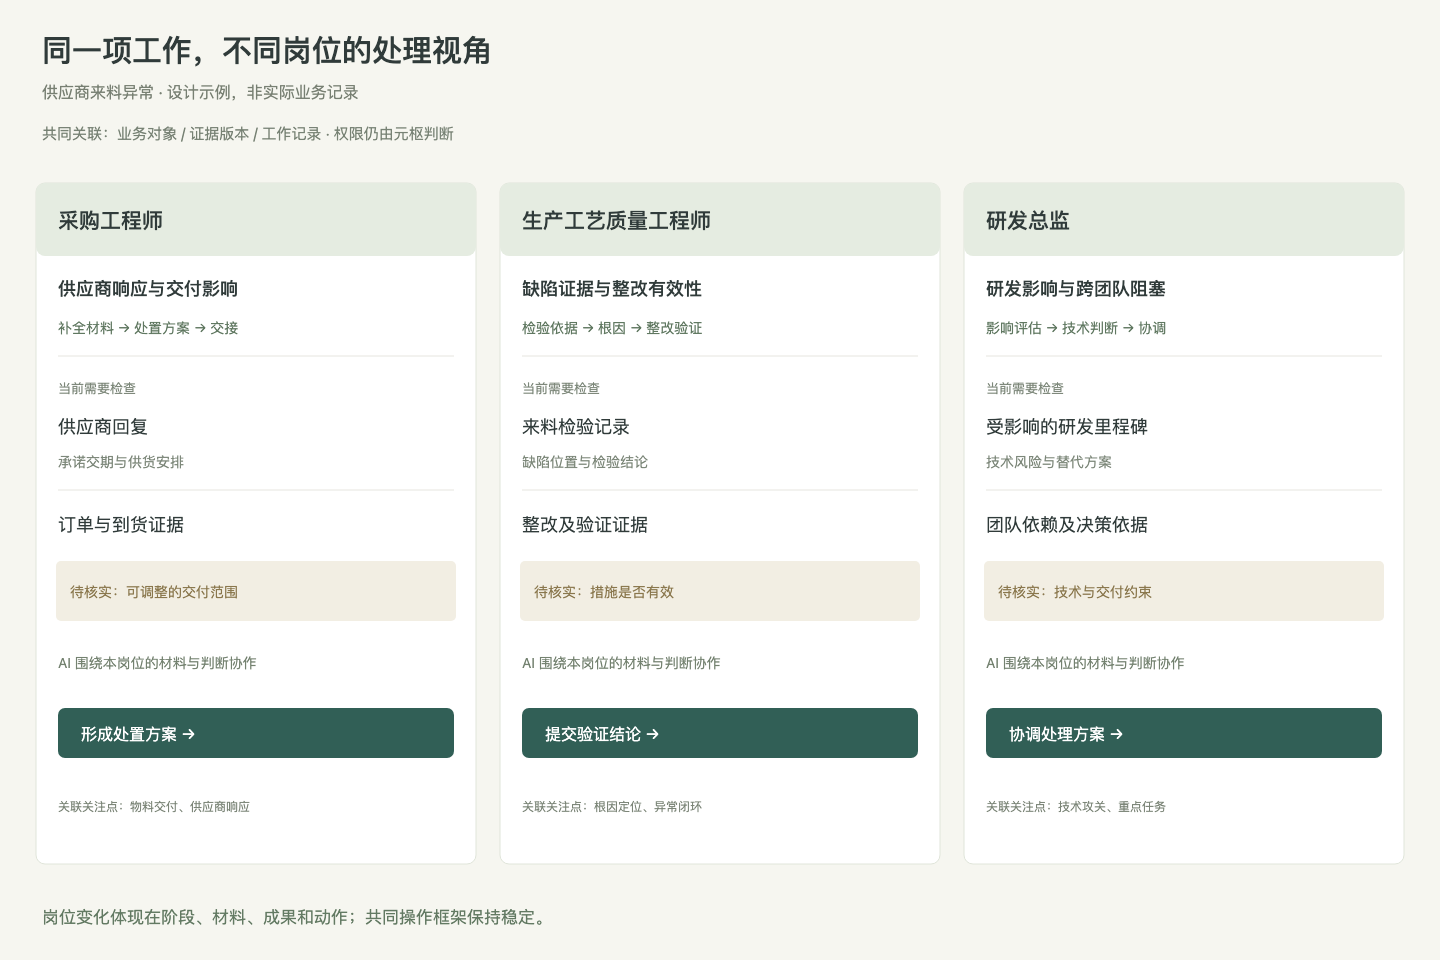 同一项工作，不同岗位的处理视角
供应商来料异常 · 设计示例，非实际业务记录
共同关联：业务对象 / 证据版本 / 工作记录 · 权限仍由元枢判断
采购工程师
供应商响应与交付影响
补全材料 → 处置方案 → 交接
当前需要检查
供应商回复
承诺交期与供货安排
订单与到货证据
待核实：可调整的交付范围
AI 围绕本岗位的材料与判断协作
形成处置方案 →
关联关注点：物料交付、供应商响应
生产工艺质量工程师
缺陷证据与整改有效性
检验依据 → 根因 → 整改验证
当前需要检查
来料检验记录
缺陷位置与检验结论
整改及验证证据
待核实：措施是否有效
AI 围绕本岗位的材料与判断协作
提交验证结论 →
关联关注点：根因定位、异常闭环
研发总监
研发影响与跨团队阻塞
影响评估 → 技术判断 → 协调
当前需要检查
受影响的研发里程碑
技术风险与替代方案
团队依赖及决策依据
待核实：技术与交付约束
AI 围绕本岗位的材料与判断协作
协调处理方案 →
关联关注点：技术攻关、重点任务
岗位变化体现在阶段、材料、成果和动作；共同操作框架保持稳定。